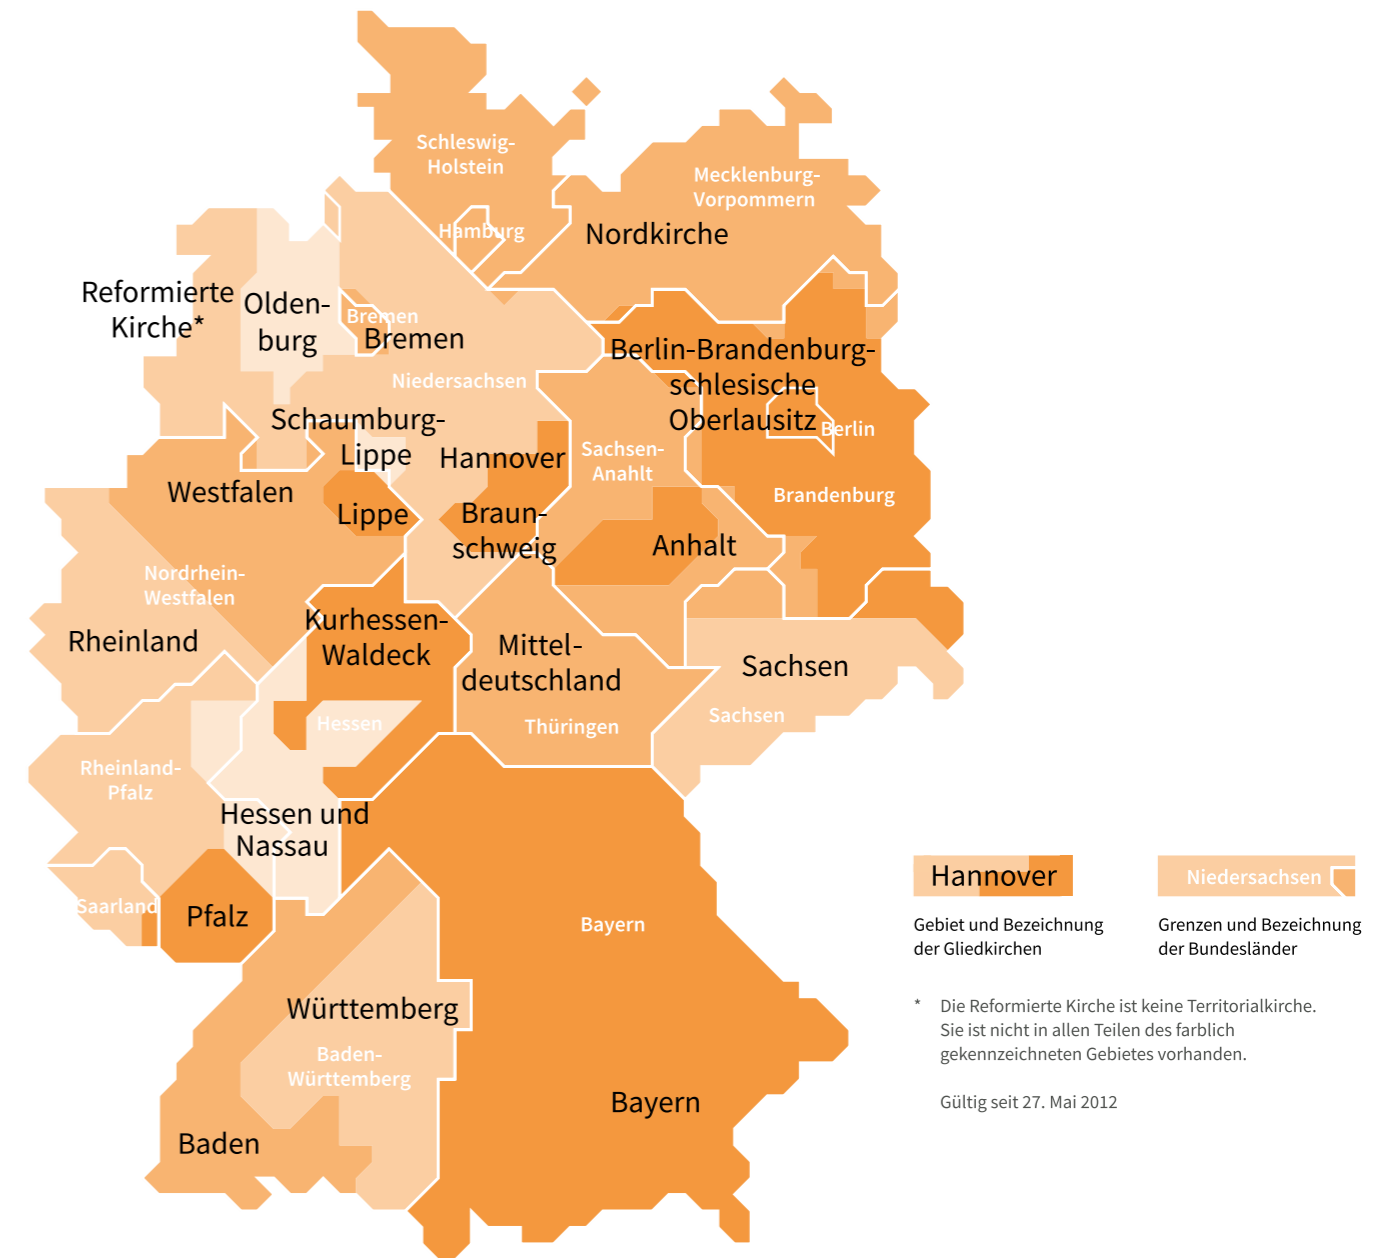 Schleswig-
Holstein
Mecklenburg-
Vorpommern
Hamburg
Nordkirche
Reformierte
Kirche*
Olden-
burg
Bremen
Bremen
Niedersachsen
Berlin-Brandenburg-
schlesische
Oberlausitz
Berlin
Brandenburg
Schaumburg-
Lippe
Hannover
Sachsen-
Anahlt
Westfalen
Lippe
Braun-
schweig
Anhalt
Nordrhein-
Westfalen
Rheinland
Kurhessen-
Waldeck
Mittel-
deutschland
Sachsen
Sachsen
Hessen
Thüringen
Rheinland-
Pfalz
Hessen und
Nassau
Saarland
Pfalz
Bayern
Württemberg
Baden-
Württemberg
Bayern
Baden
Hannover
Gebiet und Bezeichnung
der Gliedkirchen
Niedersachsen
Grenzen und Bezeichnung
der Bundesländer
* Die Reformierte Kirche ist keine Territorialkirche.
Sie ist nicht in allen Teilen des farblich
gekennzeichneten Gebietes vorhanden.
Gültig seit 27. Mai 2012